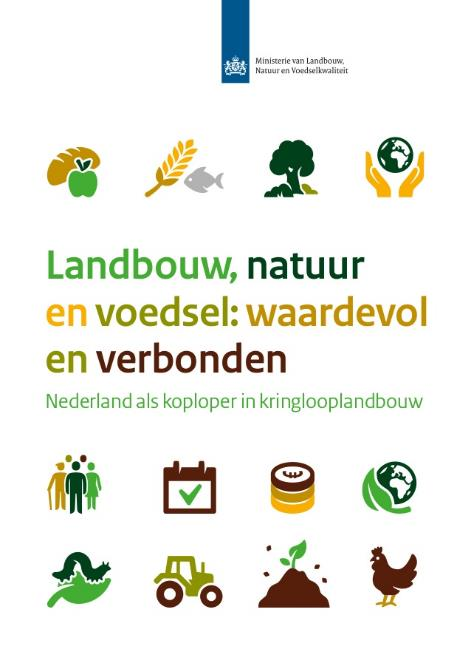 Ministerie van Landbouw,
Natuur en Voedselkwaliteit
Landbouw, natuur
en voedsel: waardevol
en verbonden
Nederland als koploper in kringlooplandbouw